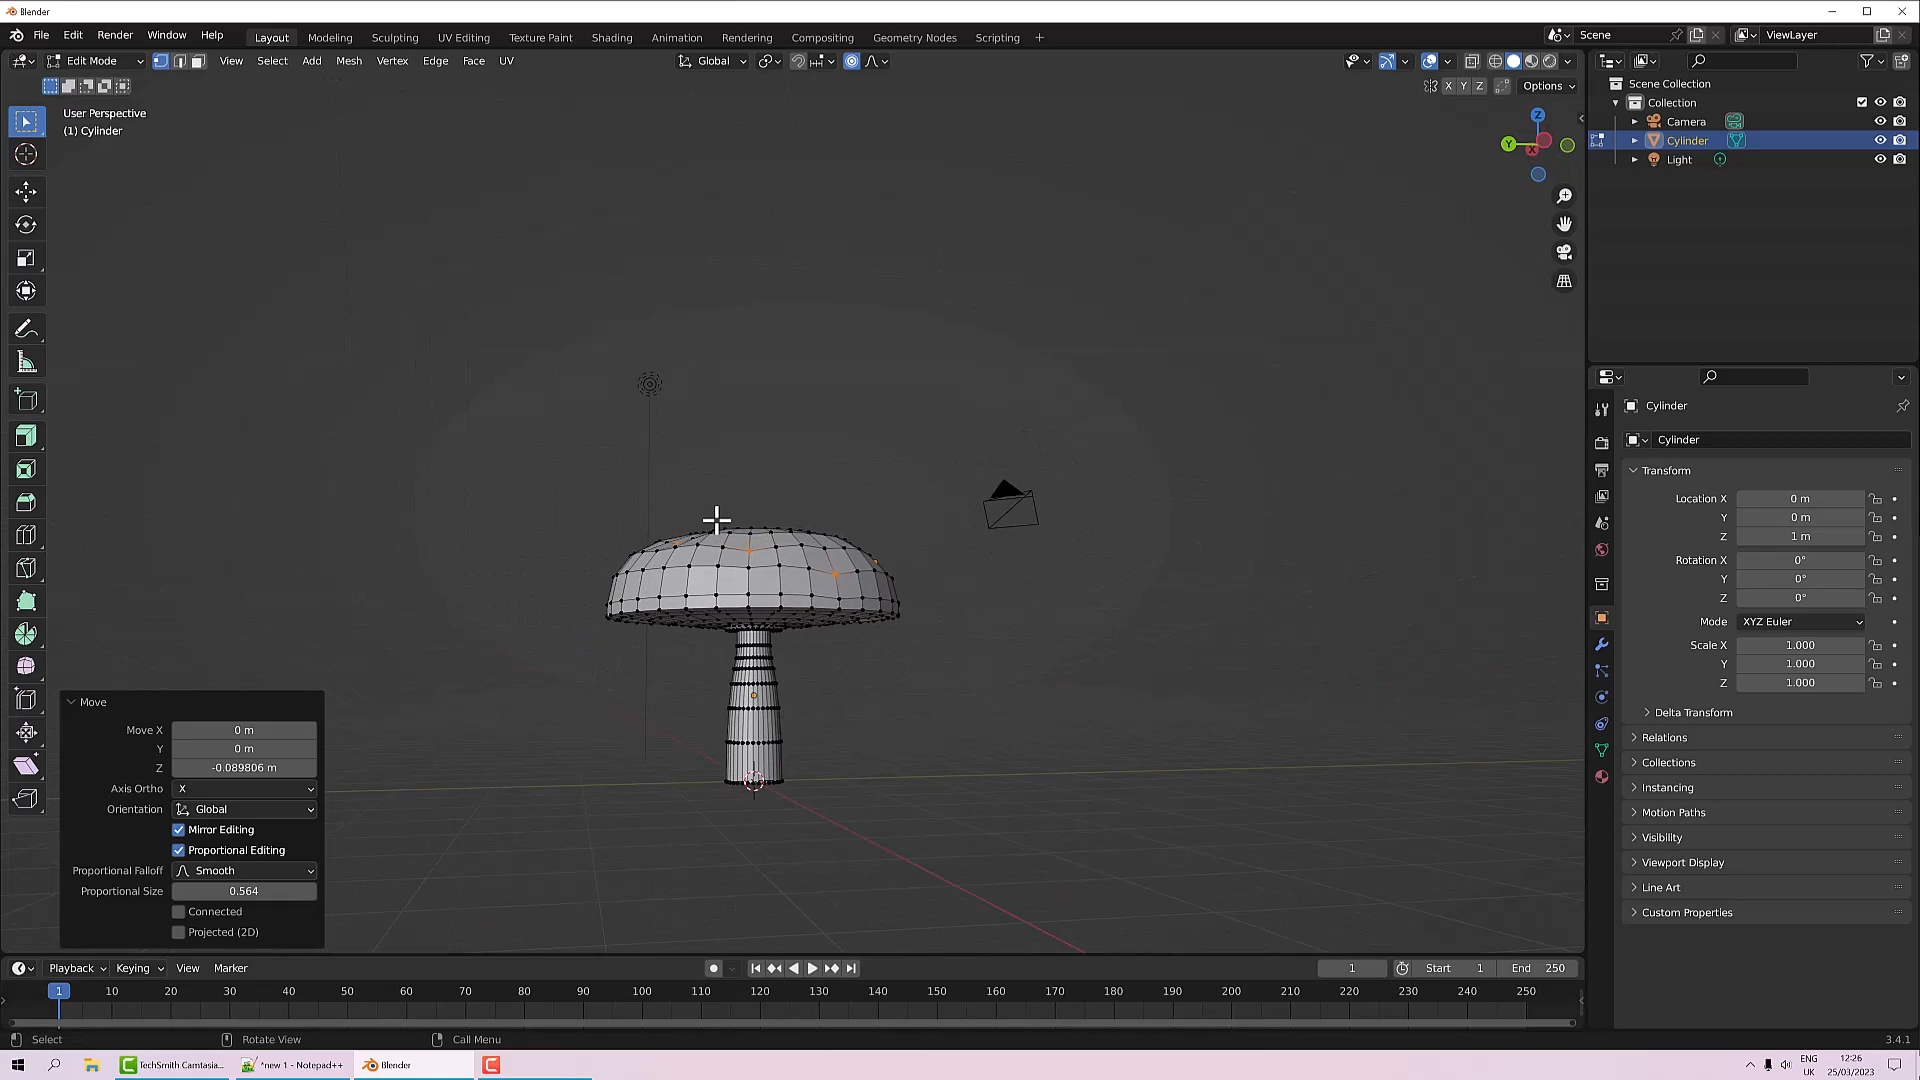 Blender
File Edit Render Window Help Layout Modeling Sculpting UV Editing Texture Paint Shading Animation Rendering Compositing Geometry Nodes Scripting + Scene ViewLayer
Edit Mode View Select Add Mesh Vertex Edge Face UV Global
X Y Z Options
User Perspective
(1) Cylinder
Z
Y
X
Scene Collection
Collection
Camera
Cylinder
Light
Cylinder
Cylinder
Transform
Location X 0 m
Y 0 m
Z 1 m
Rotation X 0°
Y 0°
Z 0°
Mode XYZ Euler
Scale X 1.000
Y 1.000
Z 1.000
Delta Transform
Relations
Collections
Instancing
Motion Paths
Visibility
Viewport Display
Line Art
Custom Properties
Move
Move X 0 m
Y 0 m
Z -0.089806 m
Axis Ortho X
Orientation Global
Mirror Editing
Proportional Editing
Proportional Falloff Smooth
Proportional Size 0.564
Connected
Projected (2D)
Playback Keying View Marker 1 Start 1 End 250
1 10 20 30 40 50 60 70 80 90 100 110 120 130 140 150 160 170 180 190 200 210 220 230 240 250
Select Rotate View Call Menu 3.4.1
TechSmith Camtasia... *new 1 - Notepad++ Blender
ENG 12:26
UK 25/03/2023